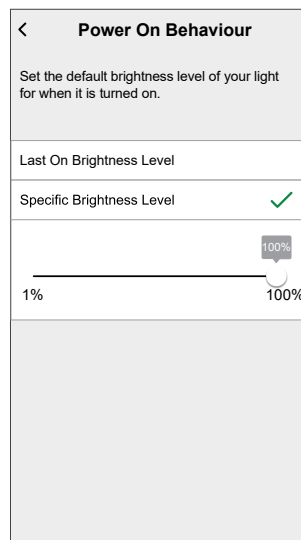 Power On Behaviour
Set the default brightness level of your light
for when it is turned on.
Last On Brightness Level
Specific Brightness Level
100%
1%
100%